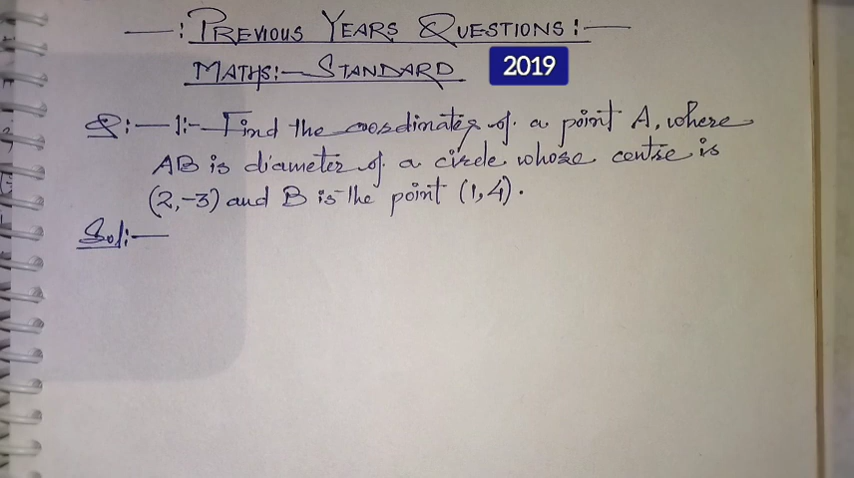 —: PREVIOUS YEARS QUESTIONS :—
MATHS:— STANDARD 2019
Q:— 1:- Find the coordinates of a point A, where
AB is diameter of a circle whose centre is
(2,-3) and B is the point (1,4).
Sol:—